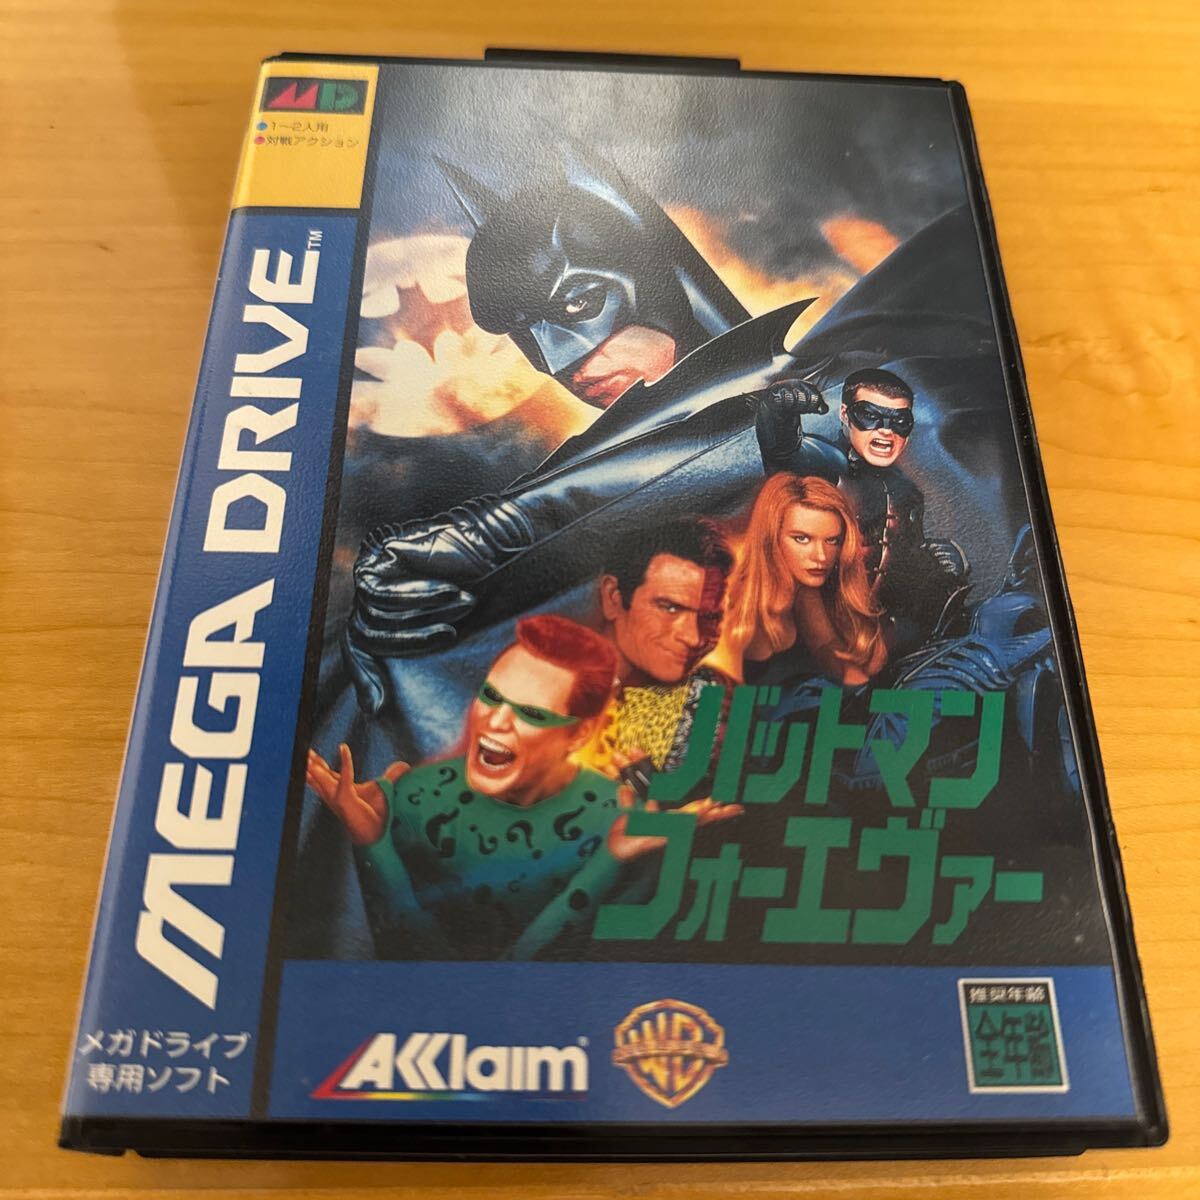 MD
●1〜2人用
●対戦アクション
MEGA DRIVE™
メガドライブ
専用ソフト
バットマン
フォーエヴァー
AKKlaim
WB
推奨年齢
全年齢